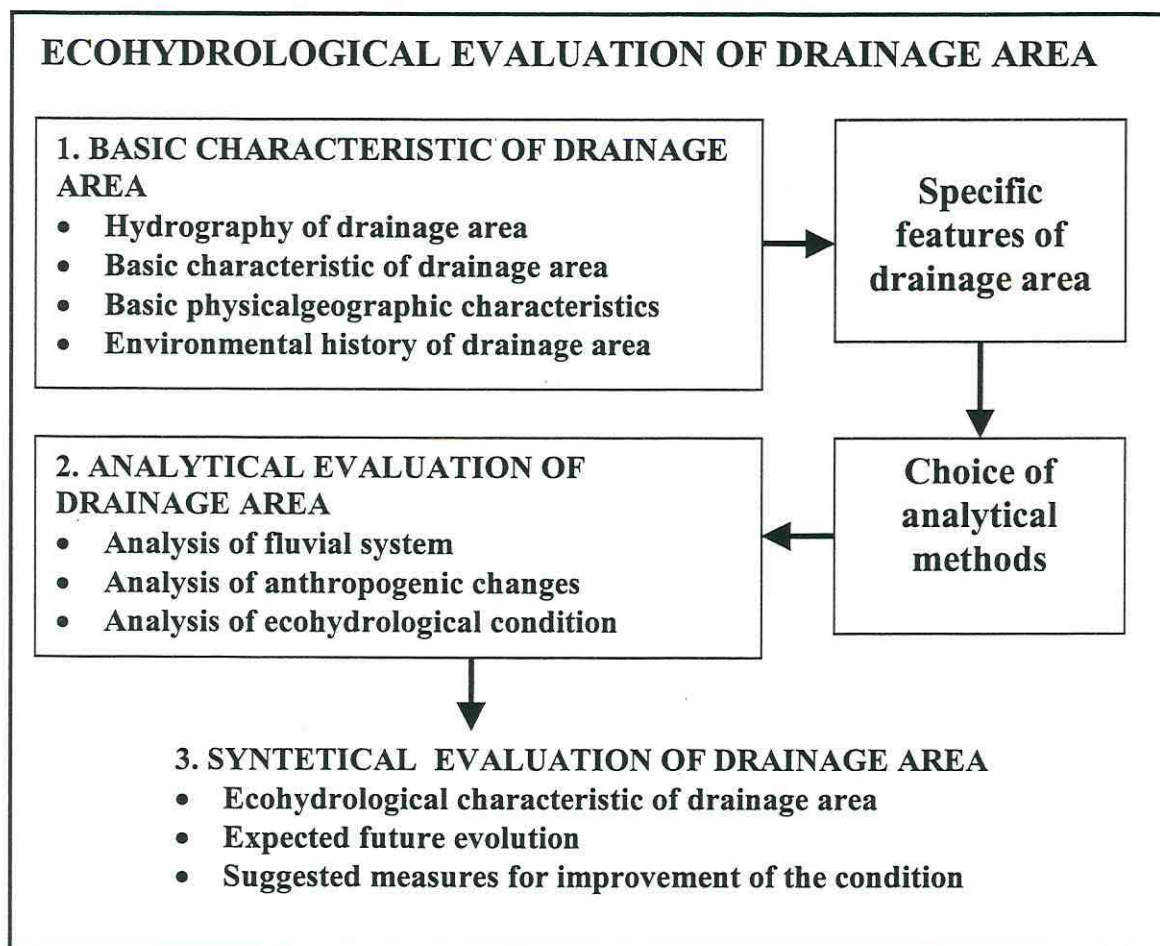 ECOHYDROLOGICAL EVALUATION OF DRAINAGE AREA
1. BASIC CHARACTERISTIC OF DRAINAGE
AREA
• Hydrography of drainage area
• Basic characteristic of drainage area
• Basic physicalgeographic characteristics
• Environmental history of drainage area
Specific
features of
drainage area
Choice of
analytical
methods
2. ANALYTICAL EVALUATION OF
DRAINAGE AREA
• Analysis of fluvial system
• Analysis of anthropogenic changes
• Analysis of ecohydrological condition
3. SYNTETICAL EVALUATION OF DRAINAGE AREA
• Ecohydrological characteristic of drainage area
• Expected future evolution
• Suggested measures for improvement of the condition